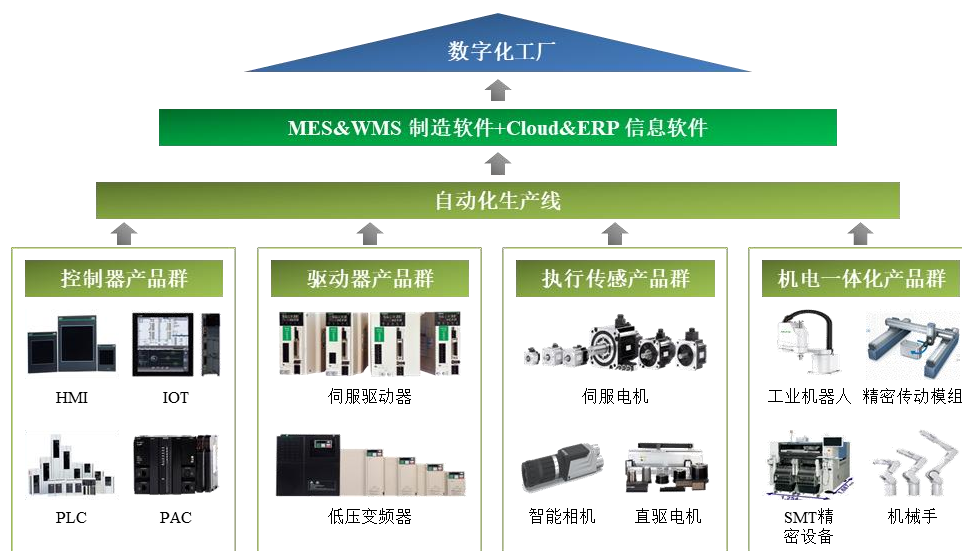 数字化工厂
MES&WMS 制造软件+Cloud&ERP 信息软件
自动化生产线
控制器产品群
驱动器产品群
执行传感产品群
机电一体化产品群
HMI
IOT
伺服驱动器
伺服电机
工业机器人
精密传动模组
PLC
PAC
低压变频器
智能相机
直驱电机
SMT精
密设备
机械手